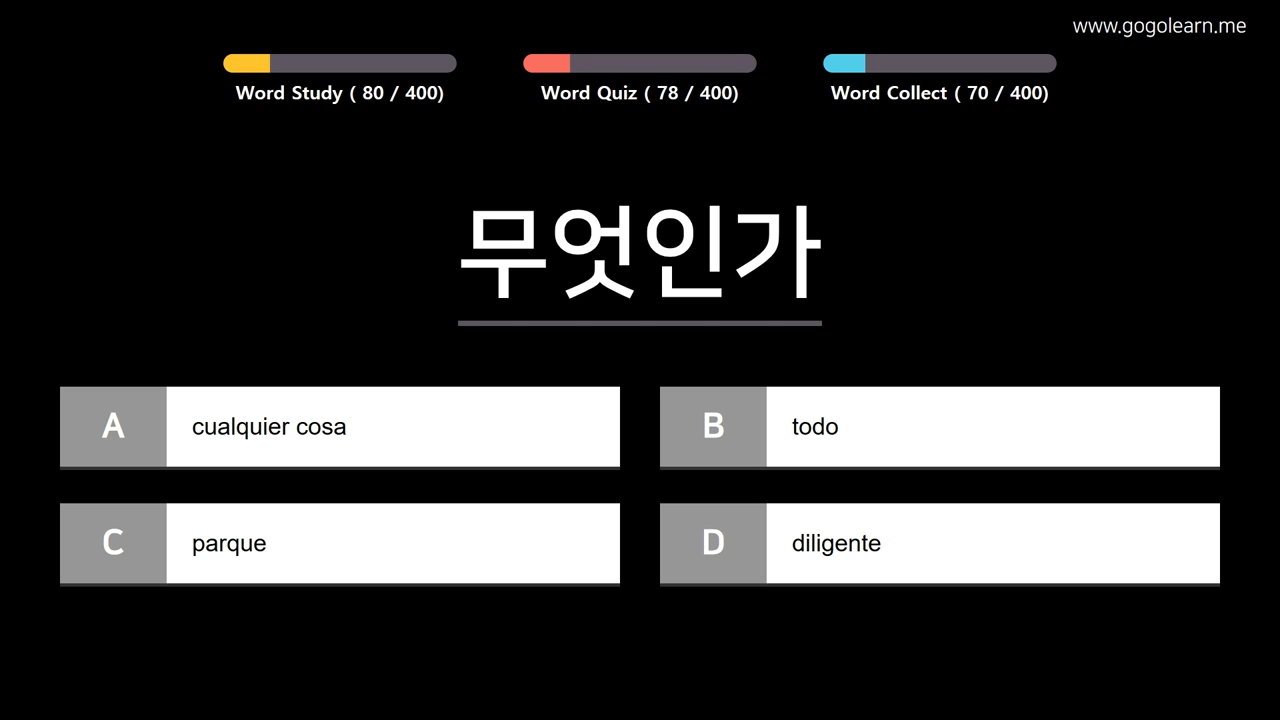 www.gogolearn.me
Word Study ( 80 / 400)
Word Quiz ( 78 / 400)
Word Collect ( 70 / 400)
무엇인가
A
cualquier cosa
B
todo
C
parque
D
diligente